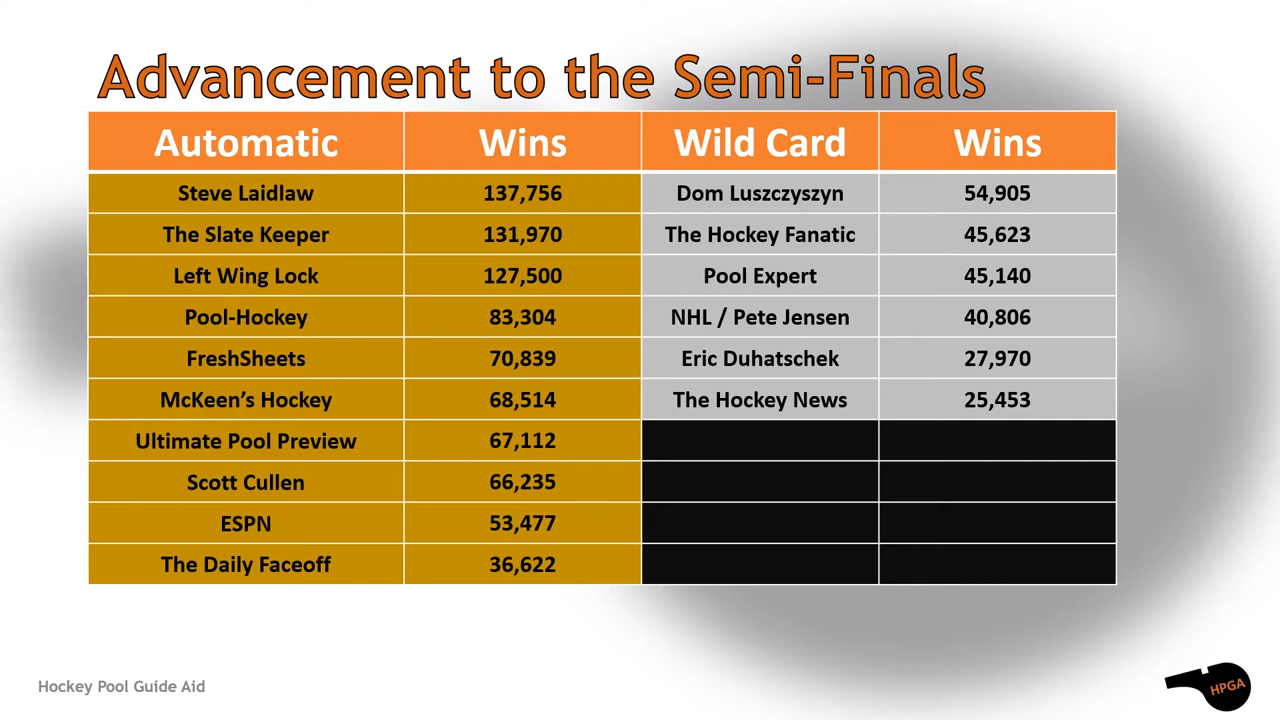 Advancement to the Semi-Finals
Automatic Wins Wild Card Wins
Steve Laidlaw 137,756 Dom Luszczyszyn 54,905
The Slate Keeper 131,970 The Hockey Fanatic 45,623
Left Wing Lock 127,500 Pool Expert 45,140
Pool-Hockey 83,304 NHL / Pete Jensen 40,806
FreshSheets 70,839 Eric Duhatschek 27,970
McKeen’s Hockey 68,514 The Hockey News 25,453
Ultimate Pool Preview 67,112
Scott Cullen 66,235
ESPN 53,477
The Daily Faceoff 36,622
Hockey Pool Guide Aid
HPGA